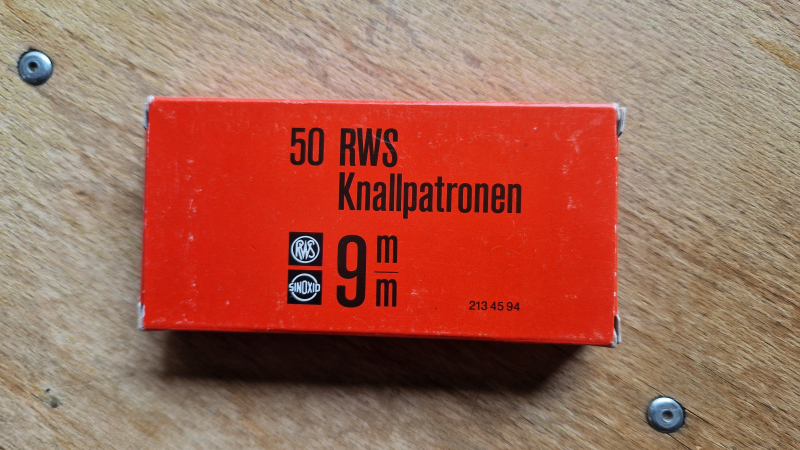 50 RWS
Knallpatronen
RWS
SINOXID
9 m/m
213 45 94